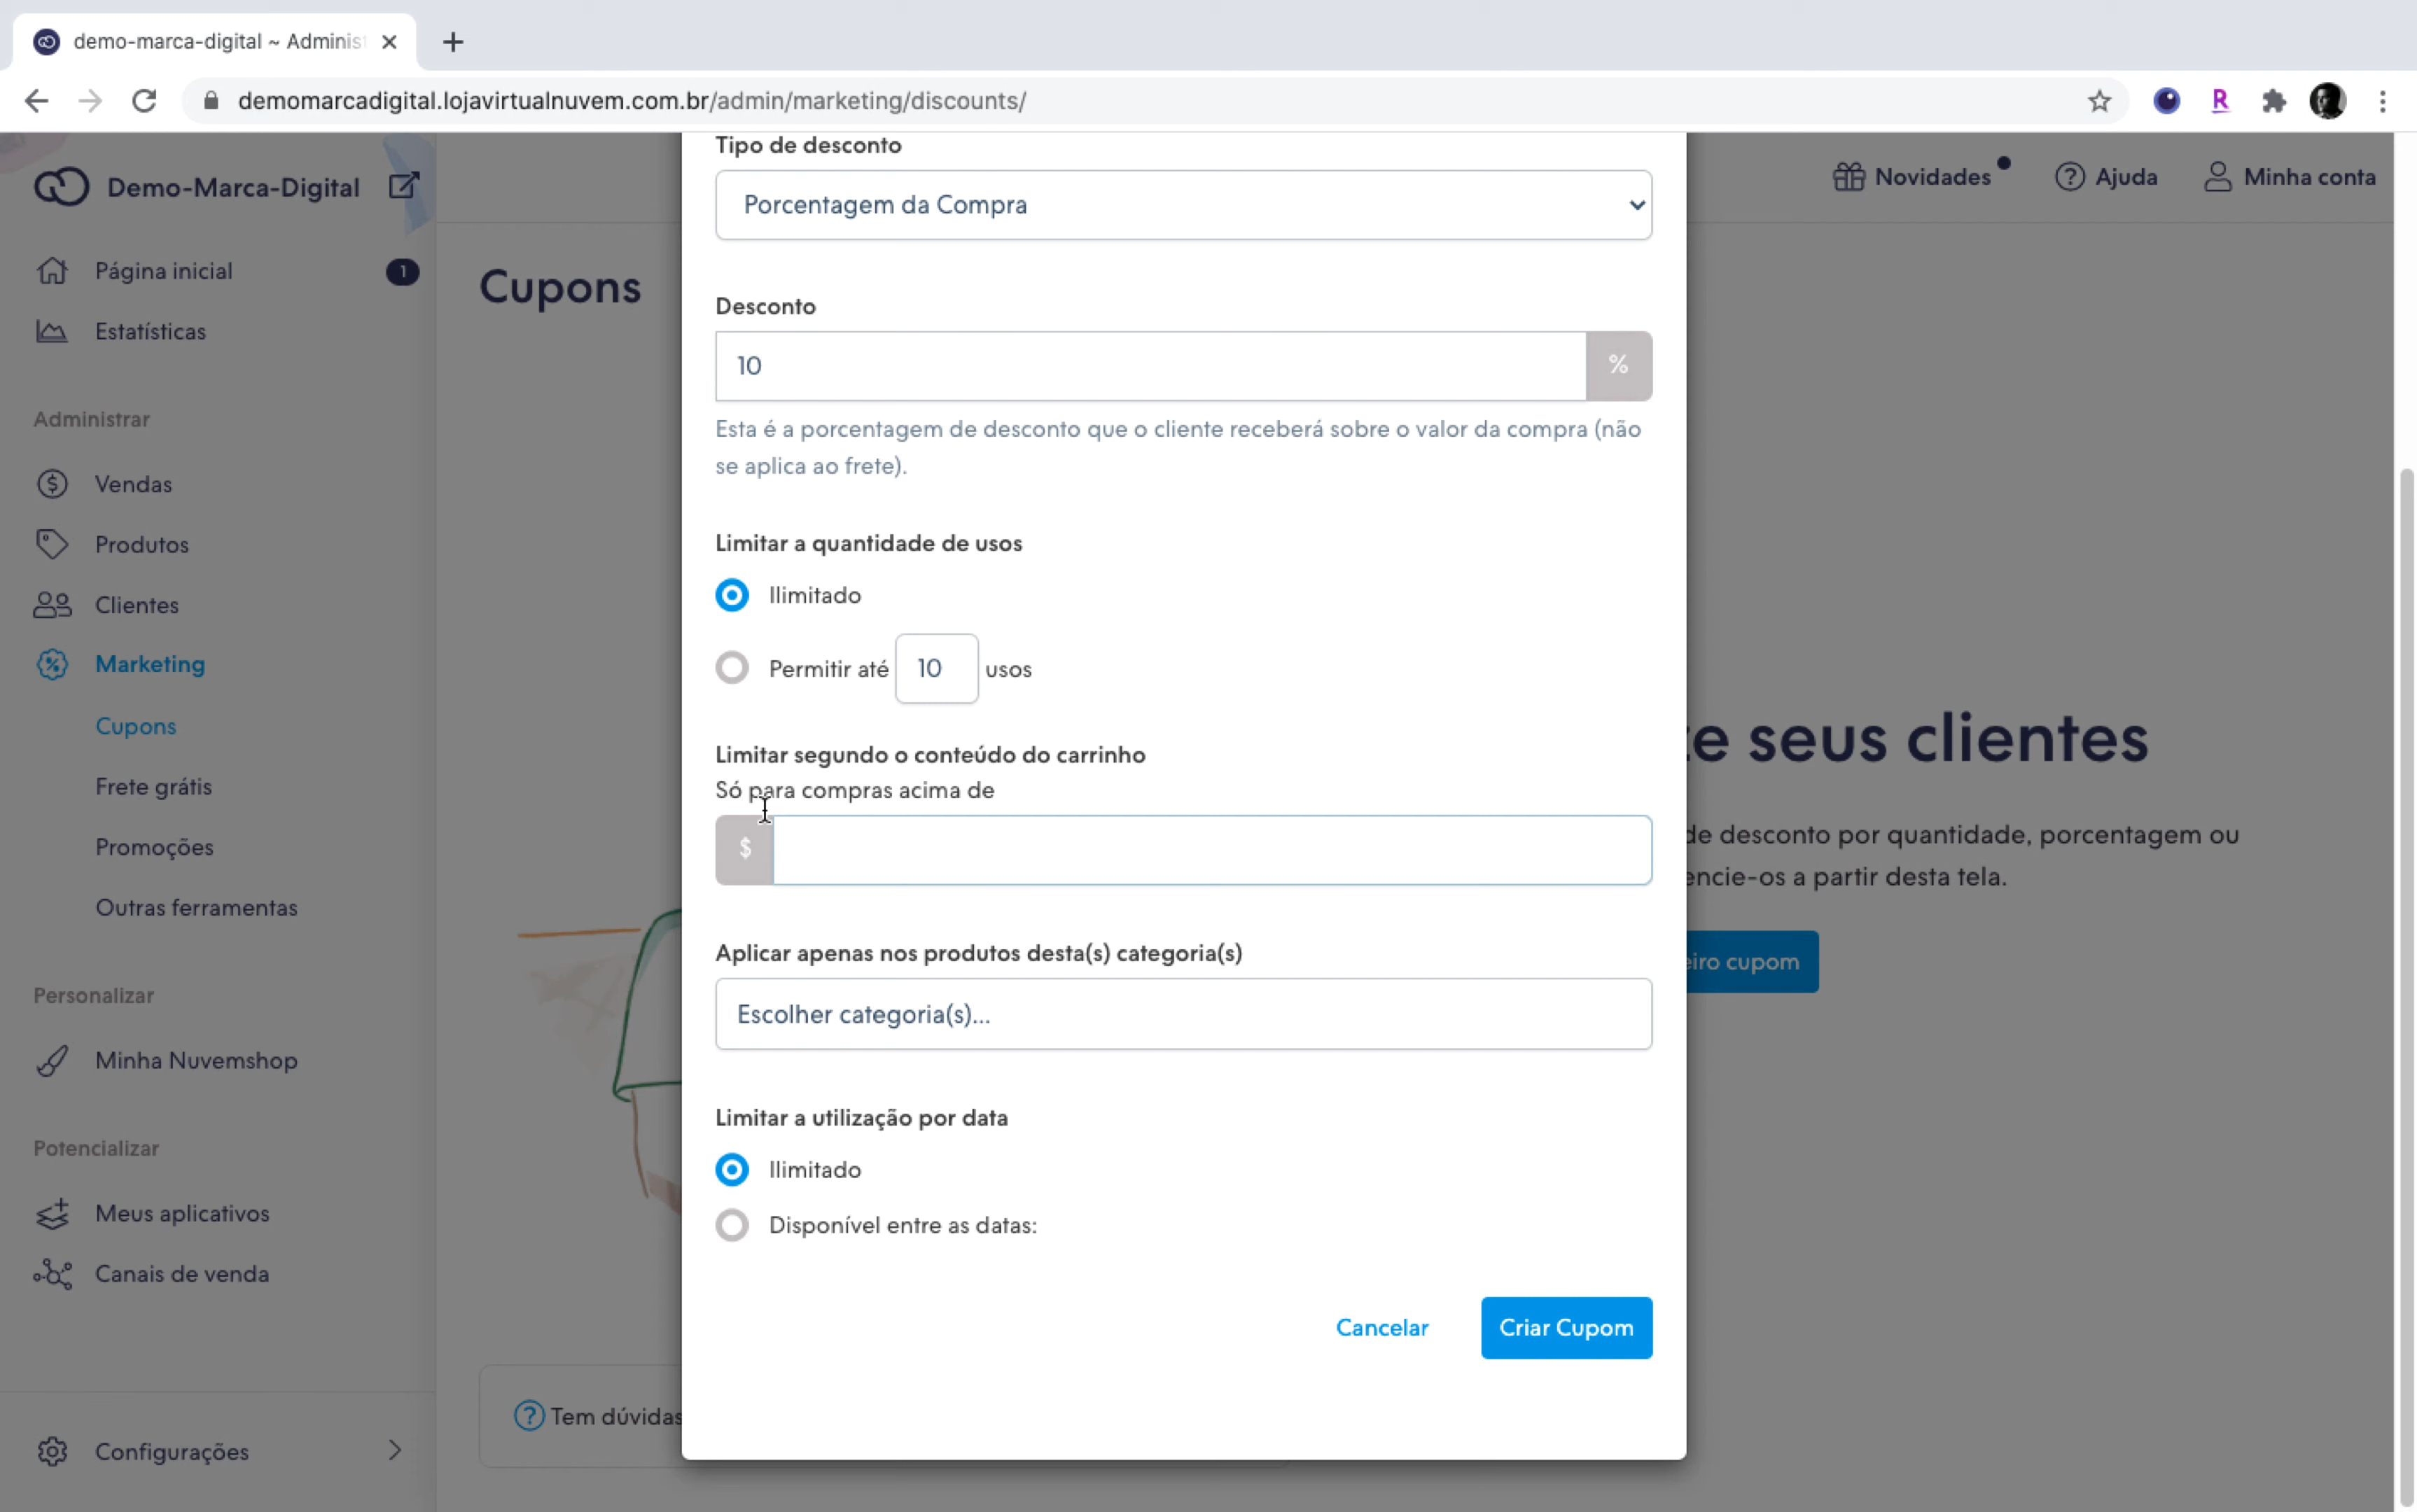 demo-marca-digital ~ Adminis
demomarcadigital.lojavirtualnuvem.com.br/admin/marketing/discounts/
R
Demo-Marca-Digital
Página inicial
1
Estatísticas
Administrar
Vendas
Produtos
Clientes
Marketing
Cupons
Frete grátis
Promoções
Outras ferramentas
Personalizar
Minha Nuvemshop
Potencializar
Meus aplicativos
Canais de venda
Configurações
Novidades
Ajuda
Minha conta
Cupons
Tipo de desconto
Porcentagem da Compra
Desconto
10 %
Esta é a porcentagem de desconto que o cliente receberá sobre o valor da compra (não
se aplica ao frete).
Limitar a quantidade de usos
Ilimitado
Permitir até 10 usos
Limitar segundo o conteúdo do carrinho
Só para compras acima de
$
Aplicar apenas nos produtos desta(s) categoria(s)
Escolher categoria(s)...
Limitar a utilização por data
Ilimitado
Disponível entre as datas:
Cancelar
Criar Cupom
te seus clientes
de desconto por quantidade, porcentagem ou
encie-os a partir desta tela.
eiro cupom
Tem dúvidas